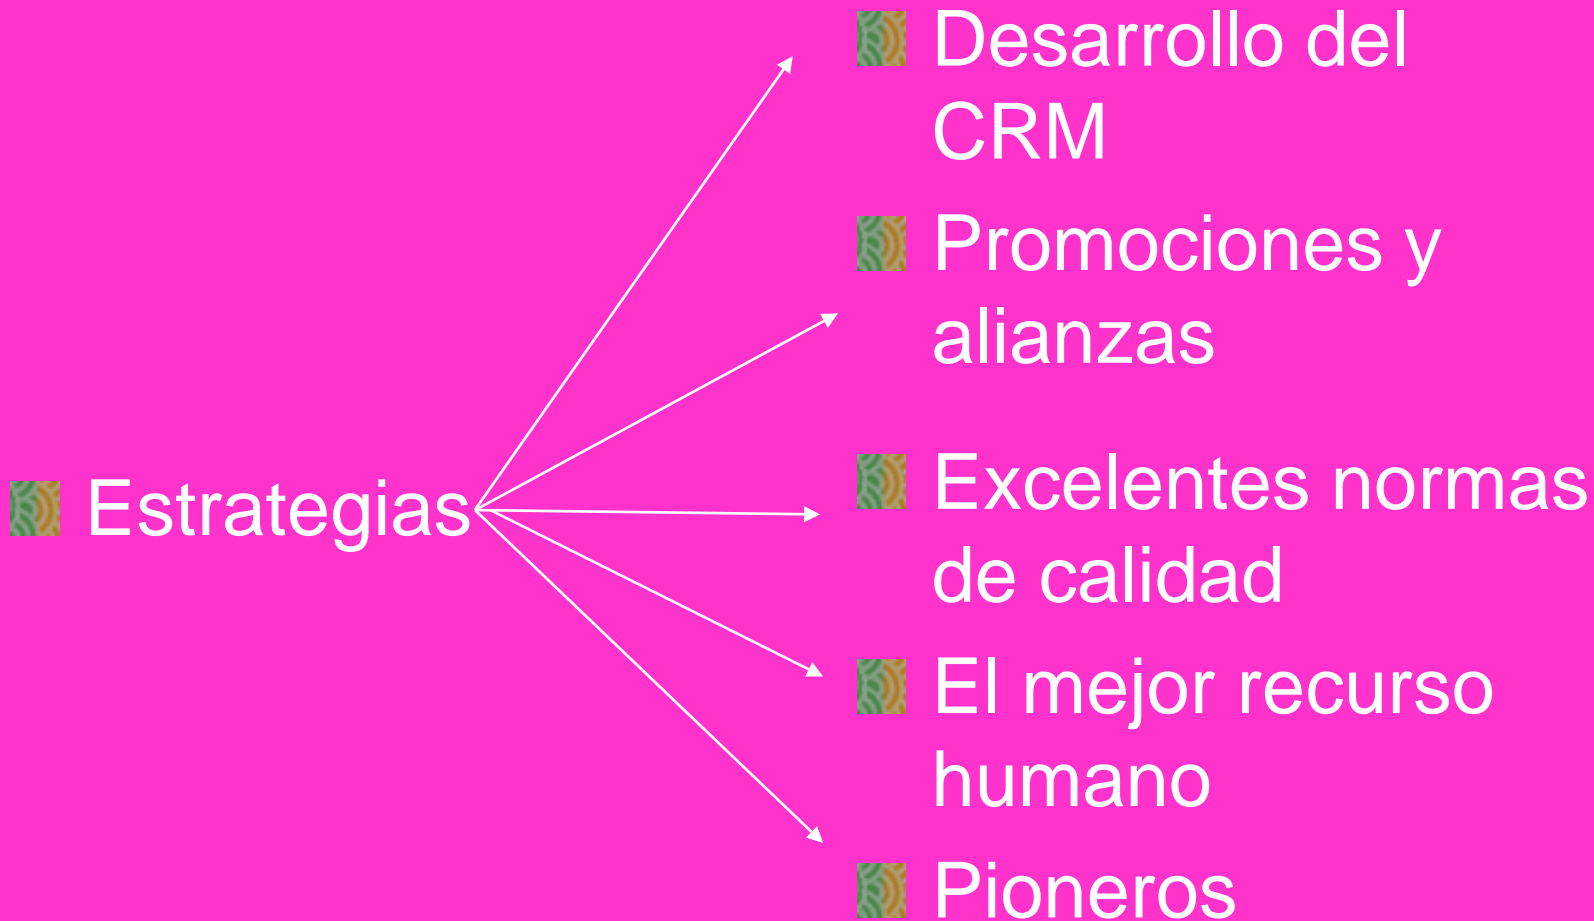 Estrategias
Desarrollo del
CRM
Promociones y
alianzas
Excelentes normas
de calidad
El mejor recurso
humano
Pioneros